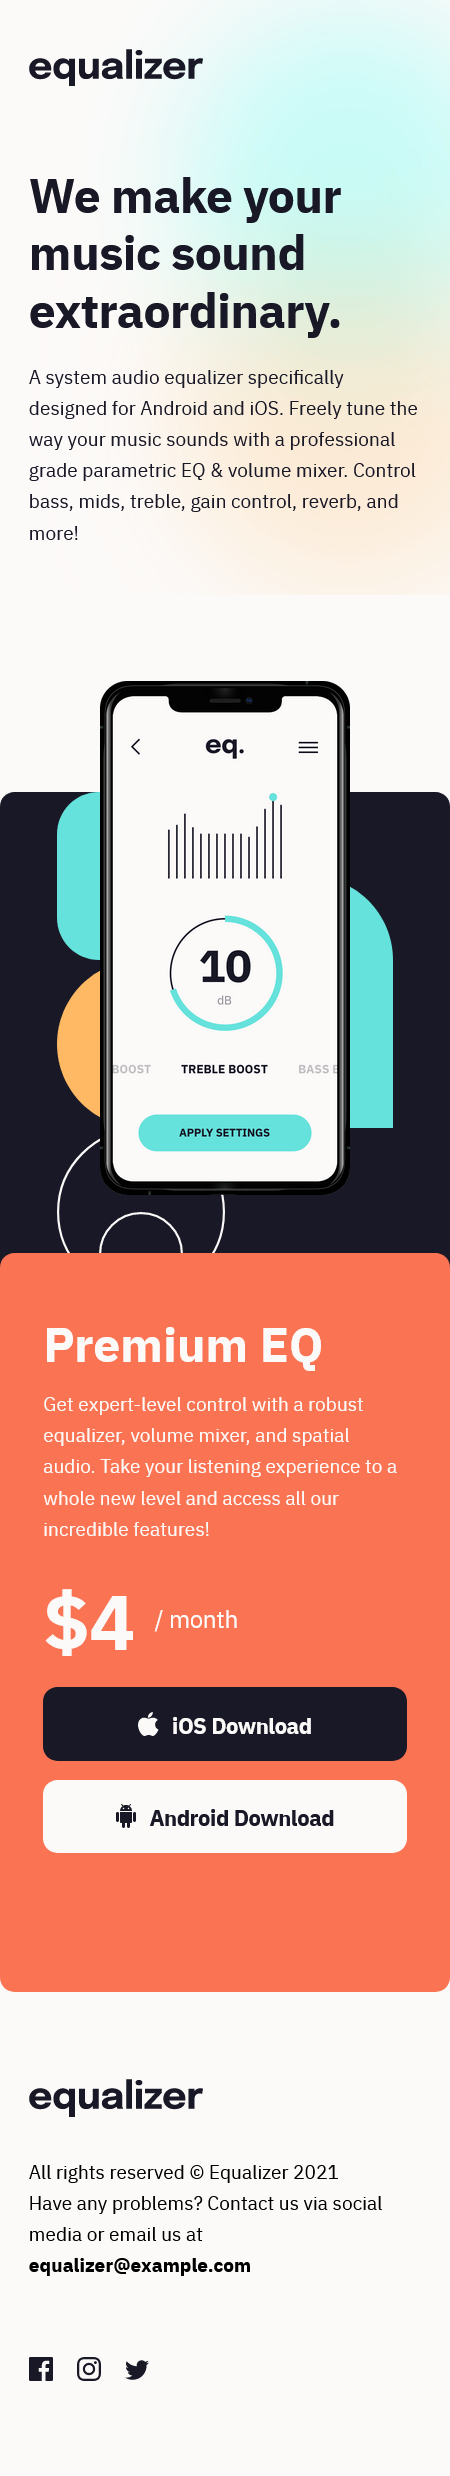 equalizer
We make your
music sound
extraordinary.
A system audio equalizer specifically
designed for Android and iOS. Freely tune the
way your music sounds with a professional
grade parametric EQ & volume mixer. Control
bass, mids, treble, gain control, reverb, and
more!
eq.
10
dB
BOOST TREBLE BOOST BASS B
APPLY SETTINGS
Premium EQ
Get expert-level control with a robust
equalizer, volume mixer, and spatial
audio. Take your listening experience to a
whole new level and access all our
incredible features!
$4 / month
iOS Download
Android Download
equalizer
All rights reserved © Equalizer 2021
Have any problems? Contact us via social
media or email us at
equalizer@example.com